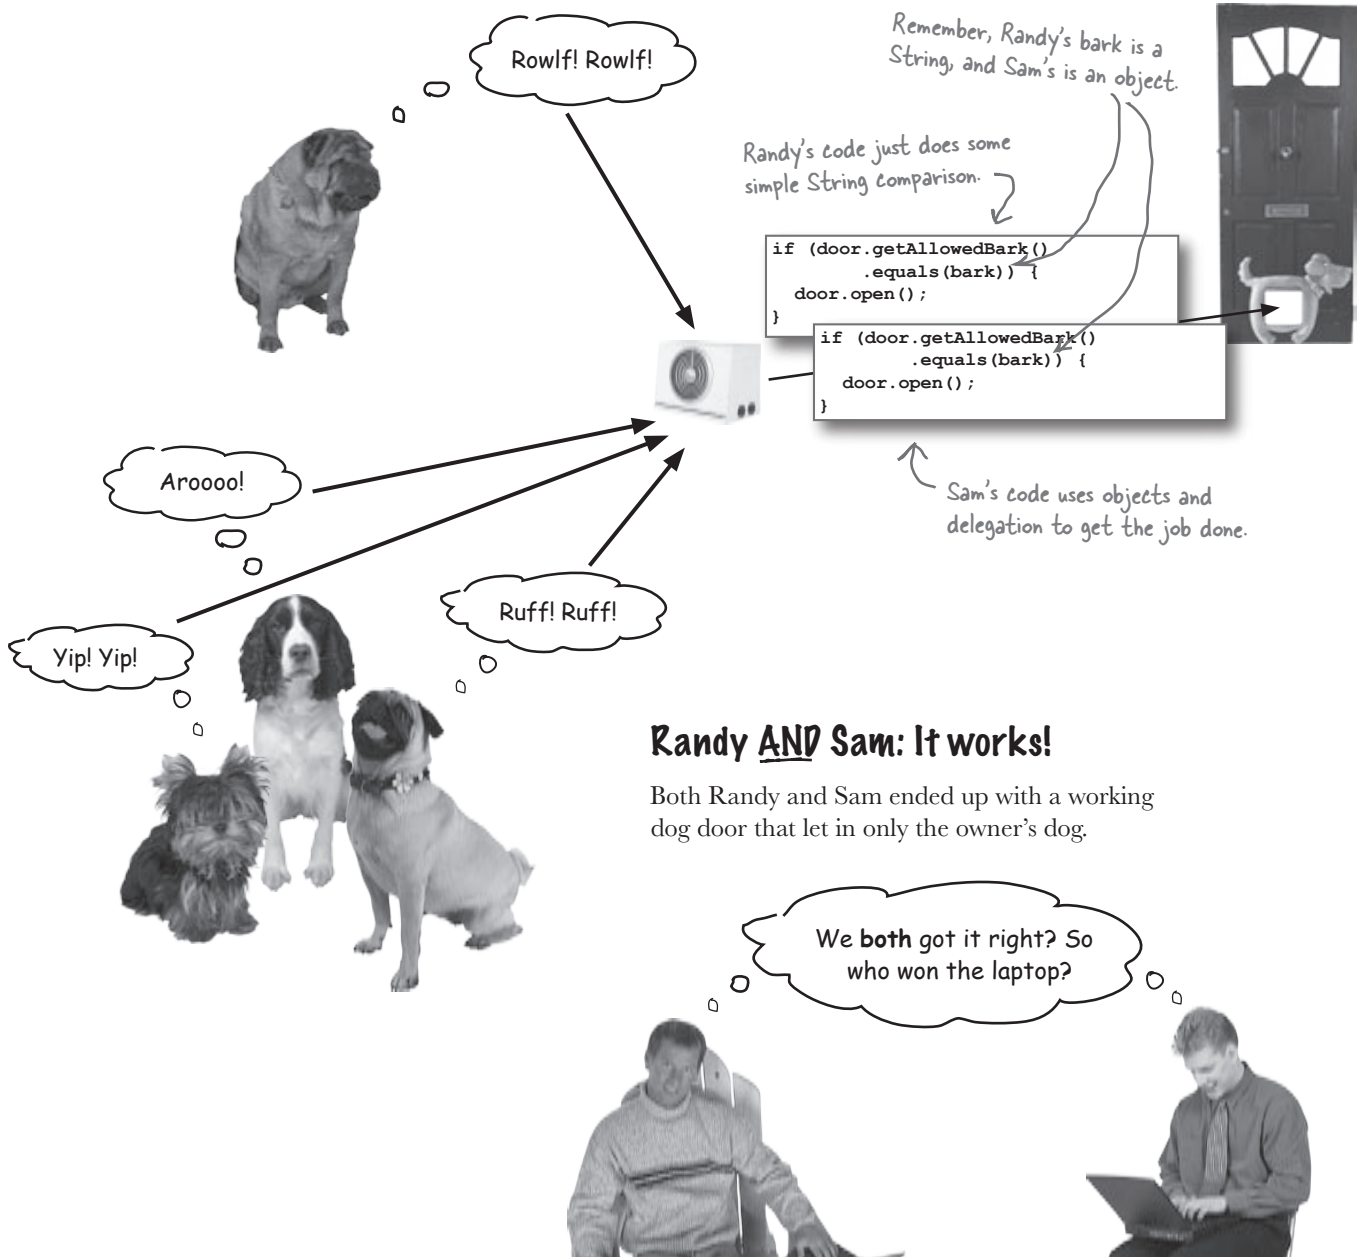 Rowlf! Rowlf!
Remember, Randy's bark is a
String, and Sam's is an object.
Randy's code just does some
simple String comparison.
if (door.getAllowedBark()
.equals(bark)) {
door.open();
}
if (door.getAllowedBark()
.equals(bark)) {
door.open();
}
Sam's code uses objects and
delegation to get the job done.
Aroooo!
Yip! Yip!
Ruff! Ruff!
Randy AND Sam: It works!
Both Randy and Sam ended up with a working
dog door that let in only the owner's dog.
We both got it right? So
who won the laptop?